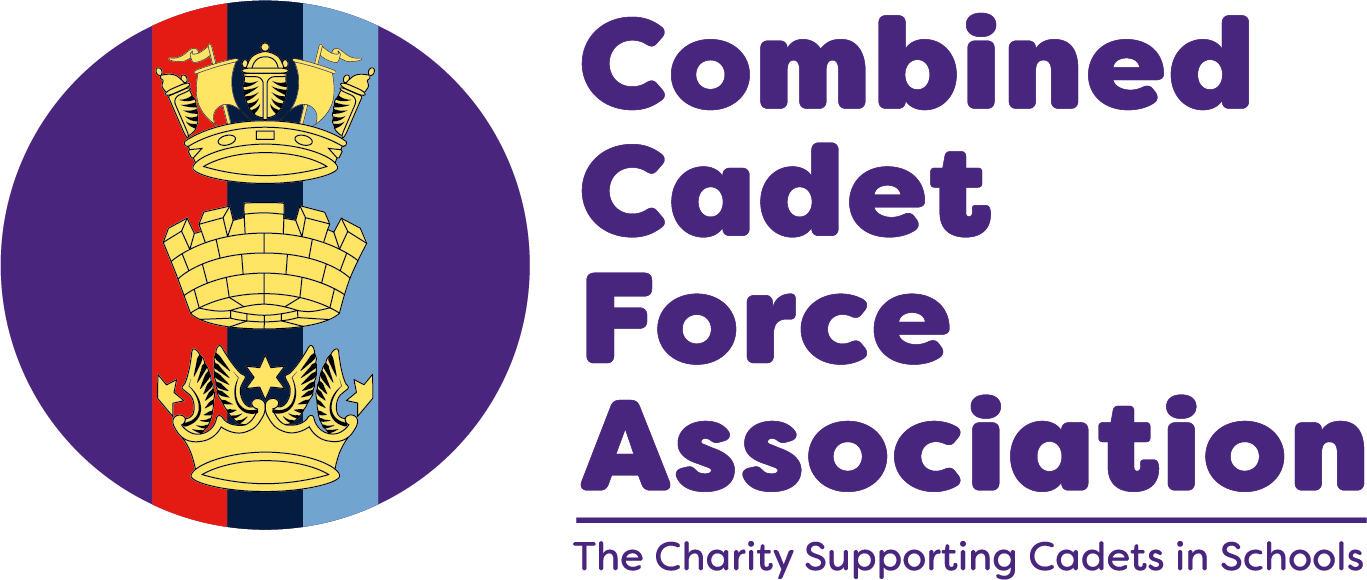 Combined
Cadet
Force
Association
The Charity Supporting Cadets in Schools